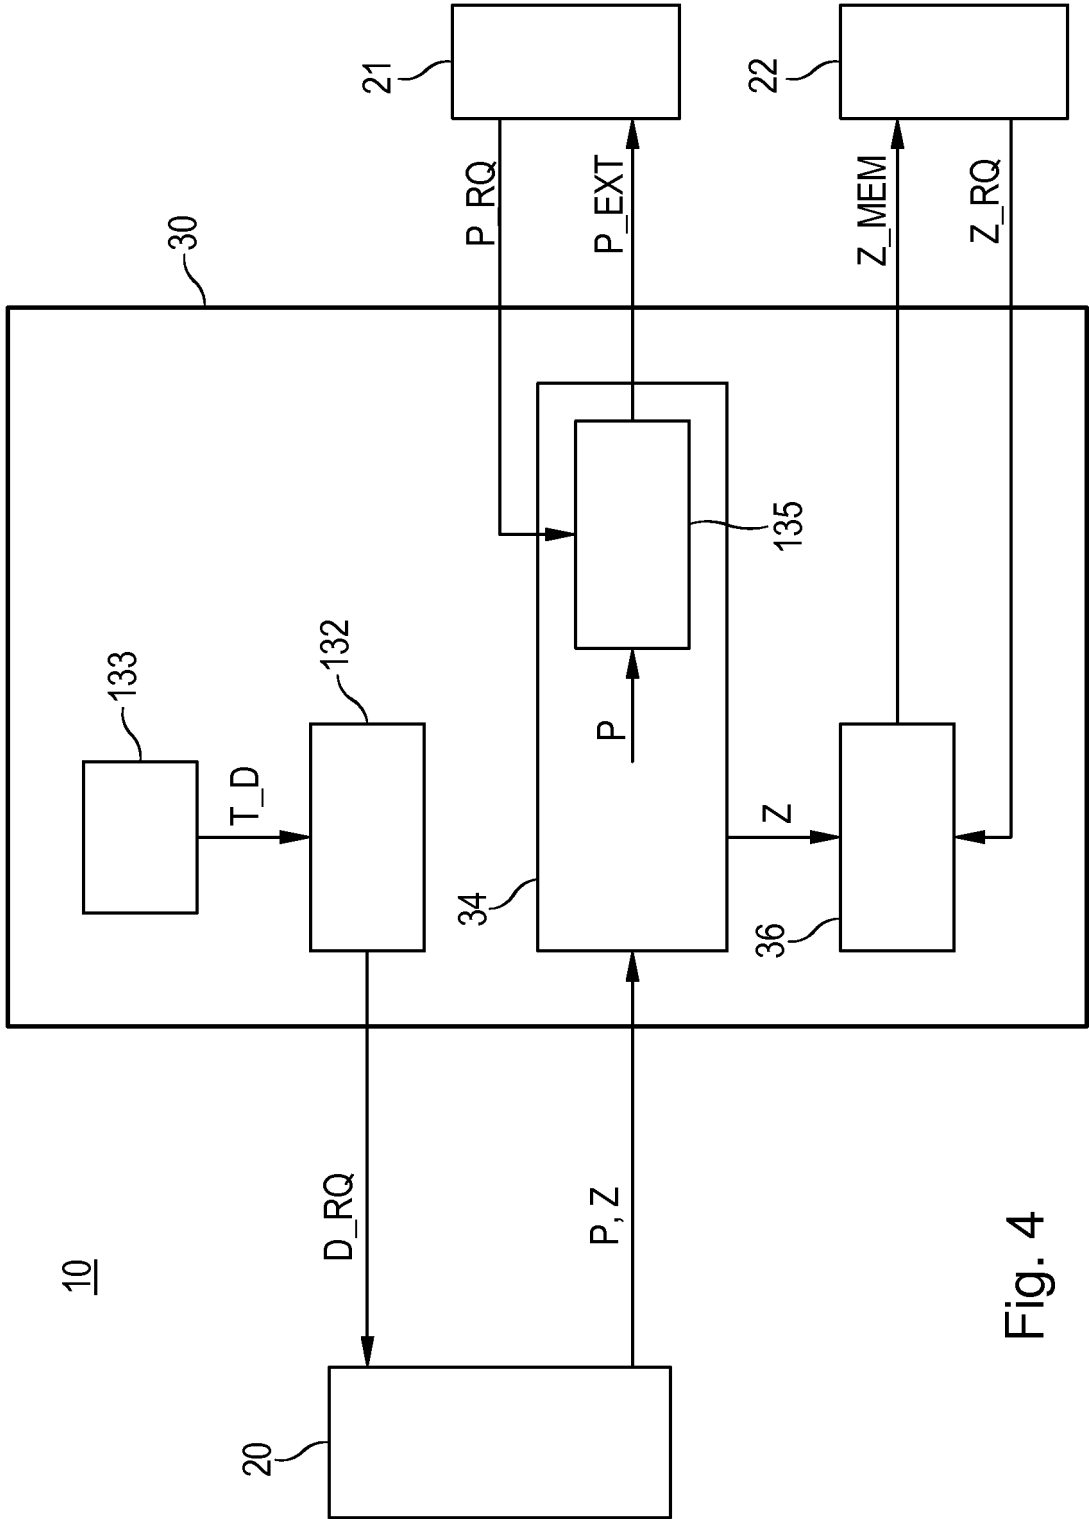 10
20
D_RQ
P, Z
30
133
T_D
132
34
P
135
Z
36
P_RQ
P_EXT
Z_MEM
Z_RQ
21
22
Fig. 4